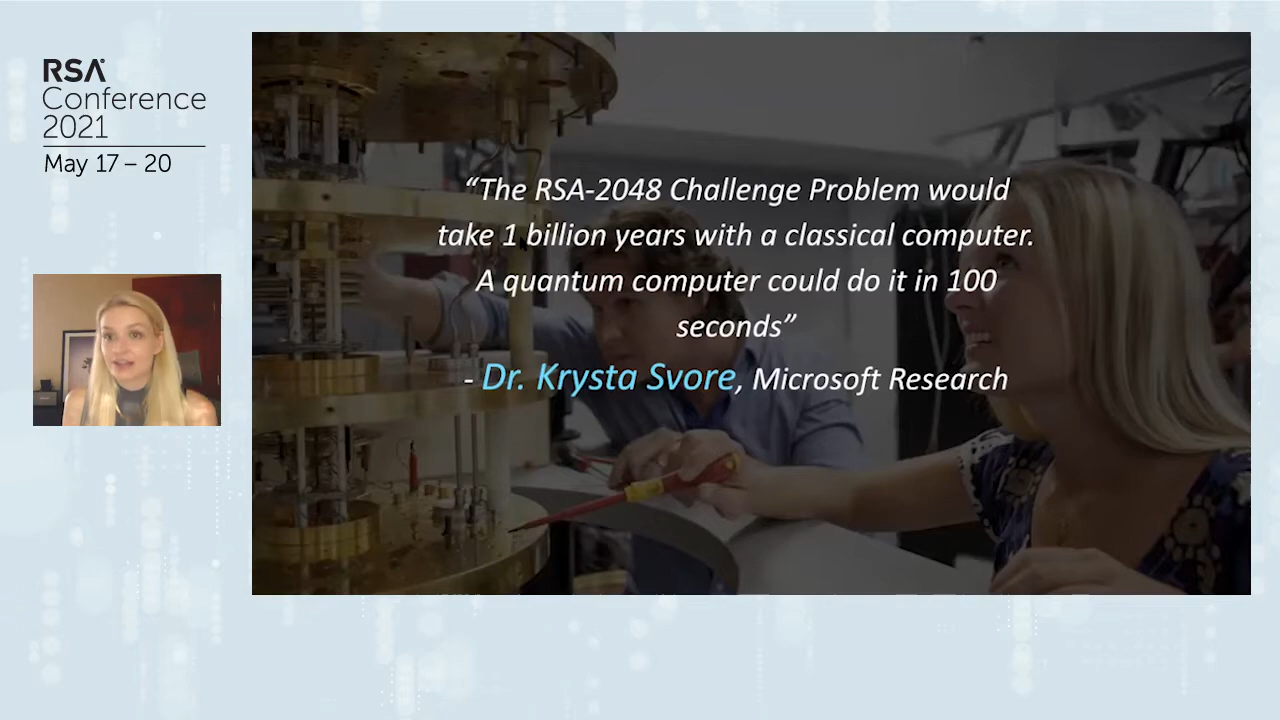 RSA
Conference
2021
May 17 – 20
“The RSA-2048 Challenge Problem would
take 1 billion years with a classical computer.
A quantum computer could do it in 100
seconds”
- Dr. Krysta Svore, Microsoft Research